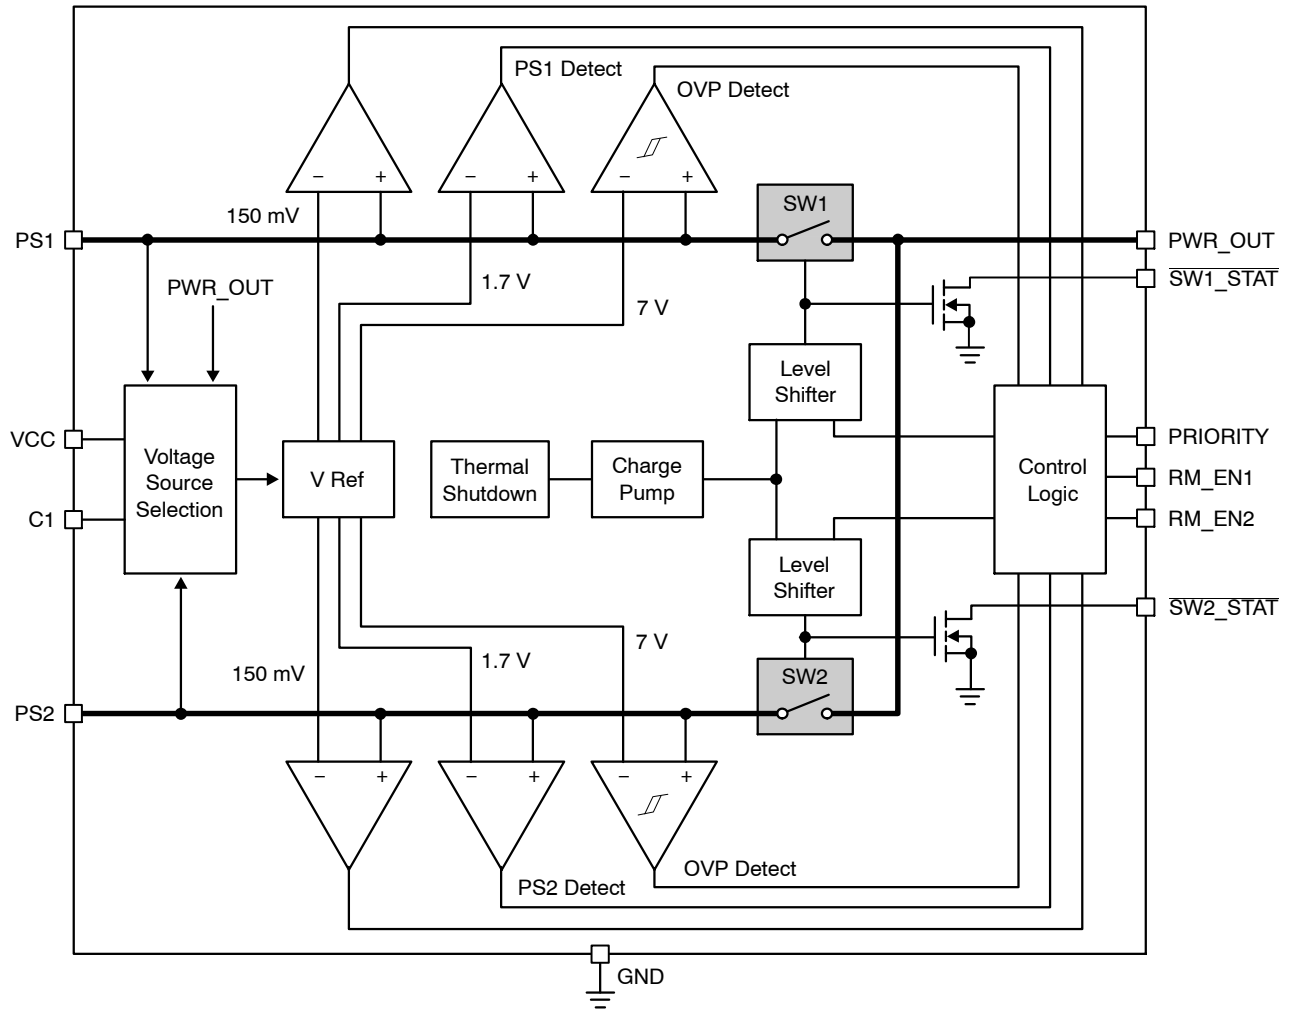 PS1 Detect
OVP Detect
−
+
−
+
−
+
SW1
150 mV
PS1
PWR_OUT
SW1_STAT
1.7 V
PWR_OUT
7 V
Level
Shifter
VCC
Voltage
Source
Selection
V Ref
Thermal
Shutdown
Charge
Pump
Control
Logic
PRIORITY
RM_EN1
RM_EN2
C1
Level
Shifter
SW2_STAT
7 V
1.7 V
150 mV
SW2
PS2
−
+
−
+
−
+
OVP Detect
PS2 Detect
GND